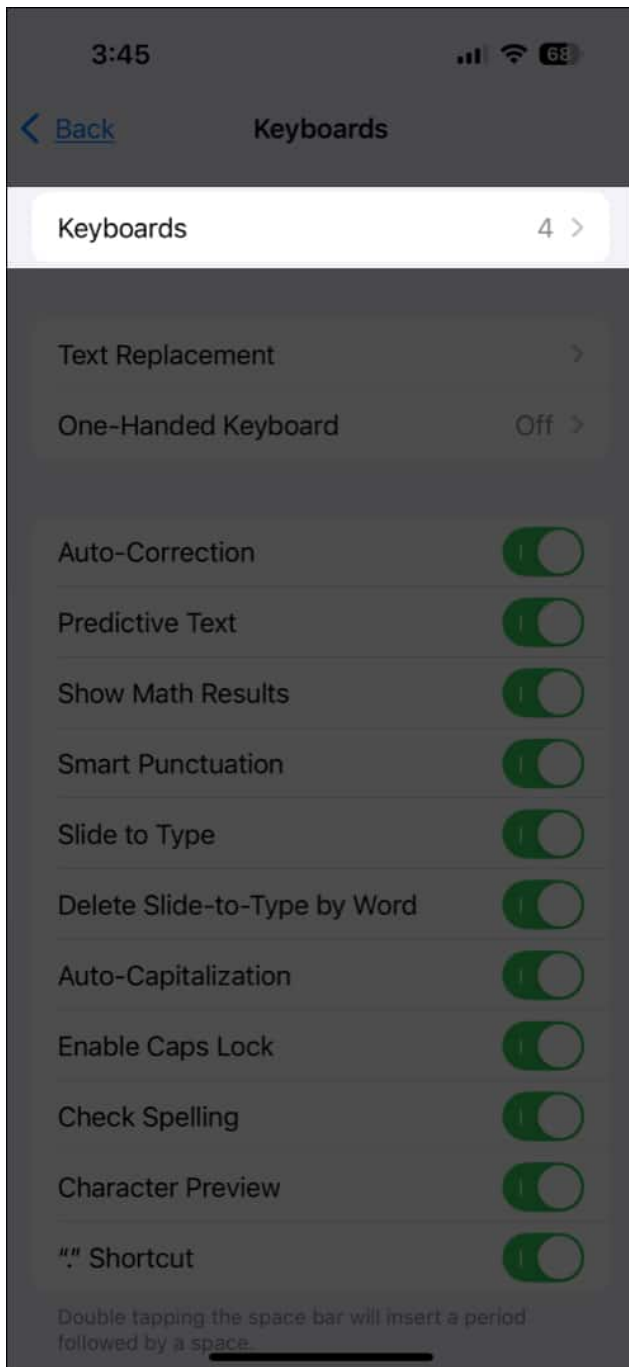 3:45 68
Back Keyboards
Keyboards 4
Text Replacement
One-Handed Keyboard Off
Auto-Correction
Predictive Text
Show Math Results
Smart Punctuation
Slide to Type
Delete Slide-to-Type by Word
Auto-Capitalization
Enable Caps Lock
Check Spelling
Character Preview
“.” Shortcut
Double tapping the space bar will insert a period
followed by a space.